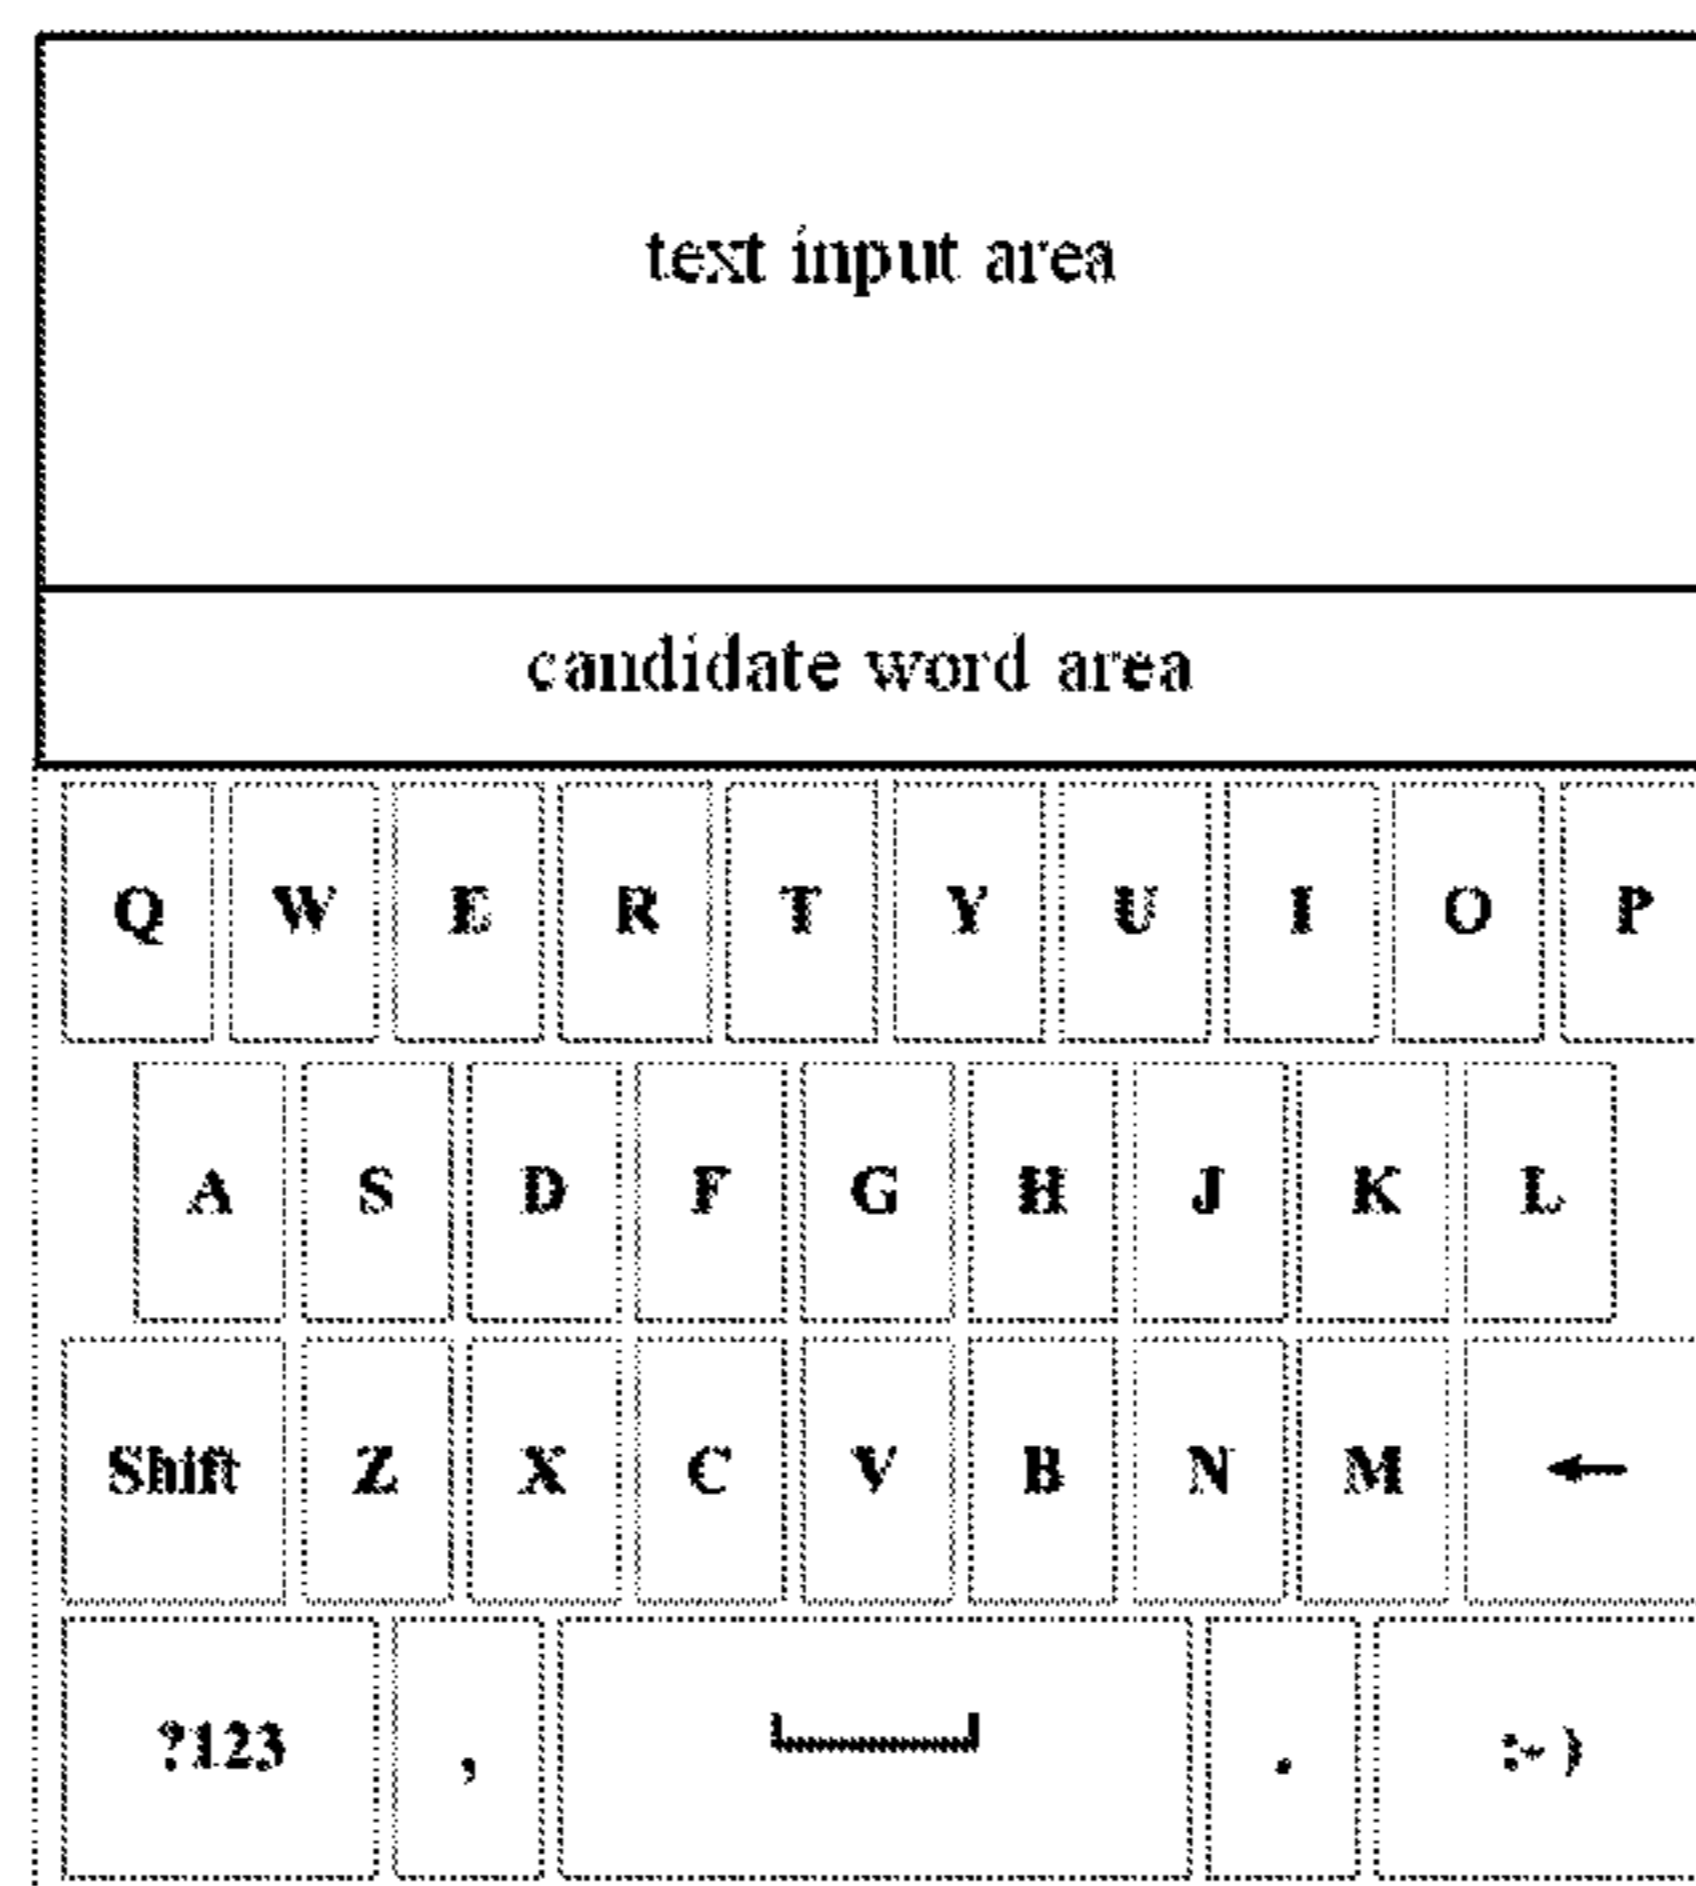 text input area
candidate word area
Q W E R T Y U I O P
A S D F G H J K L
Shift Z X C V B N M ←
?123 , . :-)